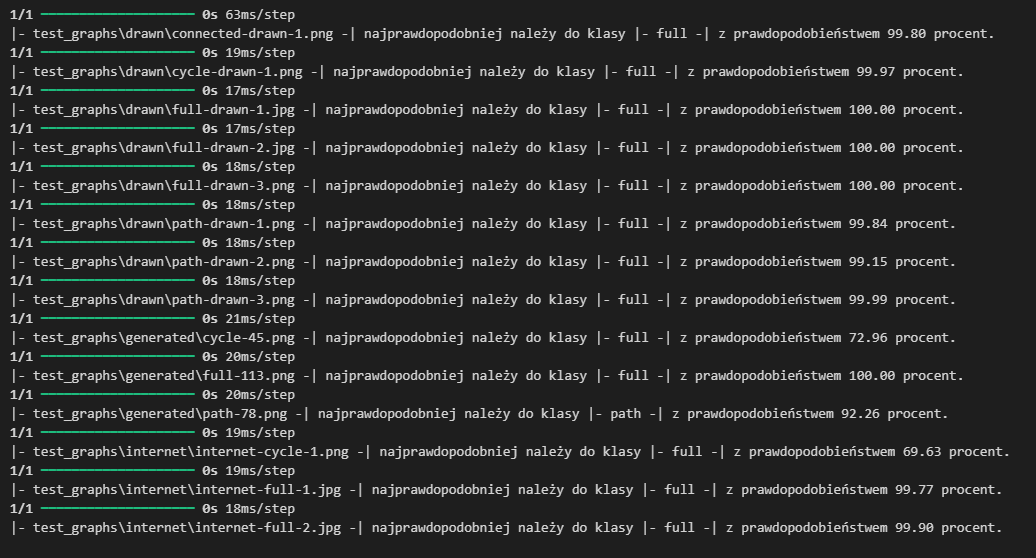 1/1 ━━━━━━━━━━━━━━━━━━━━ 0s 63ms/step
|- test_graphs\drawn\connected-drawn-1.png -| najprawdopodobniej należy do klasy |- full -| z prawdopodobieństwem 99.80 procent.
1/1 ━━━━━━━━━━━━━━━━━━━━ 0s 19ms/step
|- test_graphs\drawn\cycle-drawn-1.png -| najprawdopodobniej należy do klasy |- full -| z prawdopodobieństwem 99.97 procent.
1/1 ━━━━━━━━━━━━━━━━━━━━ 0s 17ms/step
|- test_graphs\drawn\full-drawn-1.jpg -| najprawdopodobniej należy do klasy |- full -| z prawdopodobieństwem 100.00 procent.
1/1 ━━━━━━━━━━━━━━━━━━━━ 0s 17ms/step
|- test_graphs\drawn\full-drawn-2.jpg -| najprawdopodobniej należy do klasy |- full -| z prawdopodobieństwem 100.00 procent.
1/1 ━━━━━━━━━━━━━━━━━━━━ 0s 18ms/step
|- test_graphs\drawn\full-drawn-3.png -| najprawdopodobniej należy do klasy |- full -| z prawdopodobieństwem 100.00 procent.
1/1 ━━━━━━━━━━━━━━━━━━━━ 0s 18ms/step
|- test_graphs\drawn\path-drawn-1.png -| najprawdopodobniej należy do klasy |- full -| z prawdopodobieństwem 99.84 procent.
1/1 ━━━━━━━━━━━━━━━━━━━━ 0s 18ms/step
|- test_graphs\drawn\path-drawn-2.png -| najprawdopodobniej należy do klasy |- full -| z prawdopodobieństwem 99.15 procent.
1/1 ━━━━━━━━━━━━━━━━━━━━ 0s 18ms/step
|- test_graphs\drawn\path-drawn-3.png -| najprawdopodobniej należy do klasy |- full -| z prawdopodobieństwem 99.99 procent.
1/1 ━━━━━━━━━━━━━━━━━━━━ 0s 21ms/step
|- test_graphs\generated\cycle-45.png -| najprawdopodobniej należy do klasy |- full -| z prawdopodobieństwem 72.96 procent.
1/1 ━━━━━━━━━━━━━━━━━━━━ 0s 20ms/step
|- test_graphs\generated\full-113.png -| najprawdopodobniej należy do klasy |- full -| z prawdopodobieństwem 100.00 procent.
1/1 ━━━━━━━━━━━━━━━━━━━━ 0s 20ms/step
|- test_graphs\generated\path-78.png -| najprawdopodobniej należy do klasy |- path -| z prawdopodobieństwem 92.26 procent.
1/1 ━━━━━━━━━━━━━━━━━━━━ 0s 19ms/step
|- test_graphs\internet\internet-cycle-1.png -| najprawdopodobniej należy do klasy |- full -| z prawdopodobieństwem 69.63 procent.
1/1 ━━━━━━━━━━━━━━━━━━━━ 0s 19ms/step
|- test_graphs\internet\internet-full-1.jpg -| najprawdopodobniej należy do klasy |- full -| z prawdopodobieństwem 99.77 procent.
1/1 ━━━━━━━━━━━━━━━━━━━━ 0s 18ms/step
|- test_graphs\internet\internet-full-2.jpg -| najprawdopodobniej należy do klasy |- full -| z prawdopodobieństwem 99.90 procent.